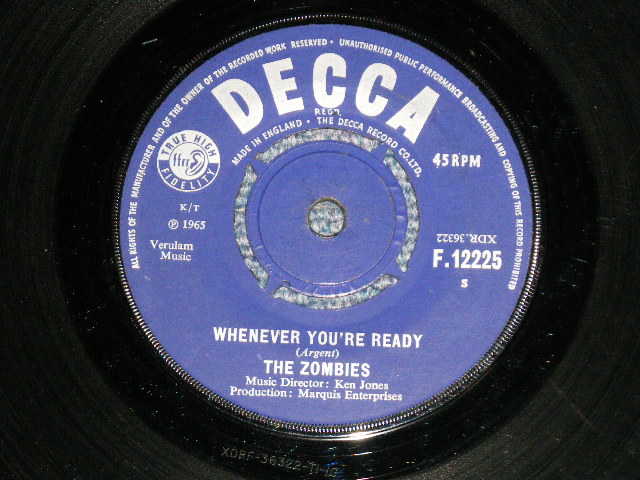 ALL RIGHTS OF THE MANUFACTURER AND OF THE OWNER OF THE RECORDED WORK RESERVED · UNAUTHORISED PUBLIC PERFORMANCE BROADCASTING AND COPYING OF THIS RECORD PROHIBITED
DECCA
REGD.
MADE IN ENGLAND · THE DECCA RECORD CO. LTD.
TRUE HIGH
ffrr
FIDELITY
45 RPM
K/T
℗ 1965
XDR.36322
Verulam
Music
F.12225
S
WHENEVER YOU'RE READY
(Argent)
THE ZOMBIES
Music Director: Ken Jones
Production: Marquis Enterprises